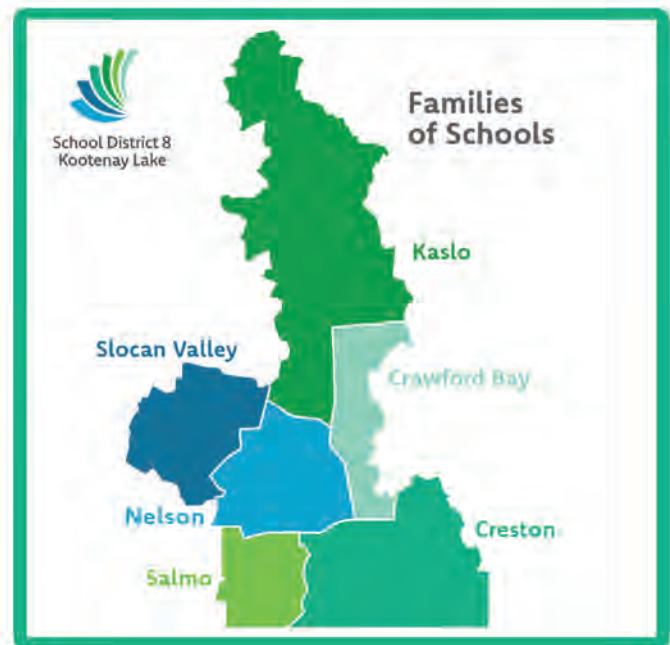 School District 8
Kootenay Lake
Families
of Schools
Kaslo
Slocan Valley
Crawford Bay
Nelson
Creston
Salmo